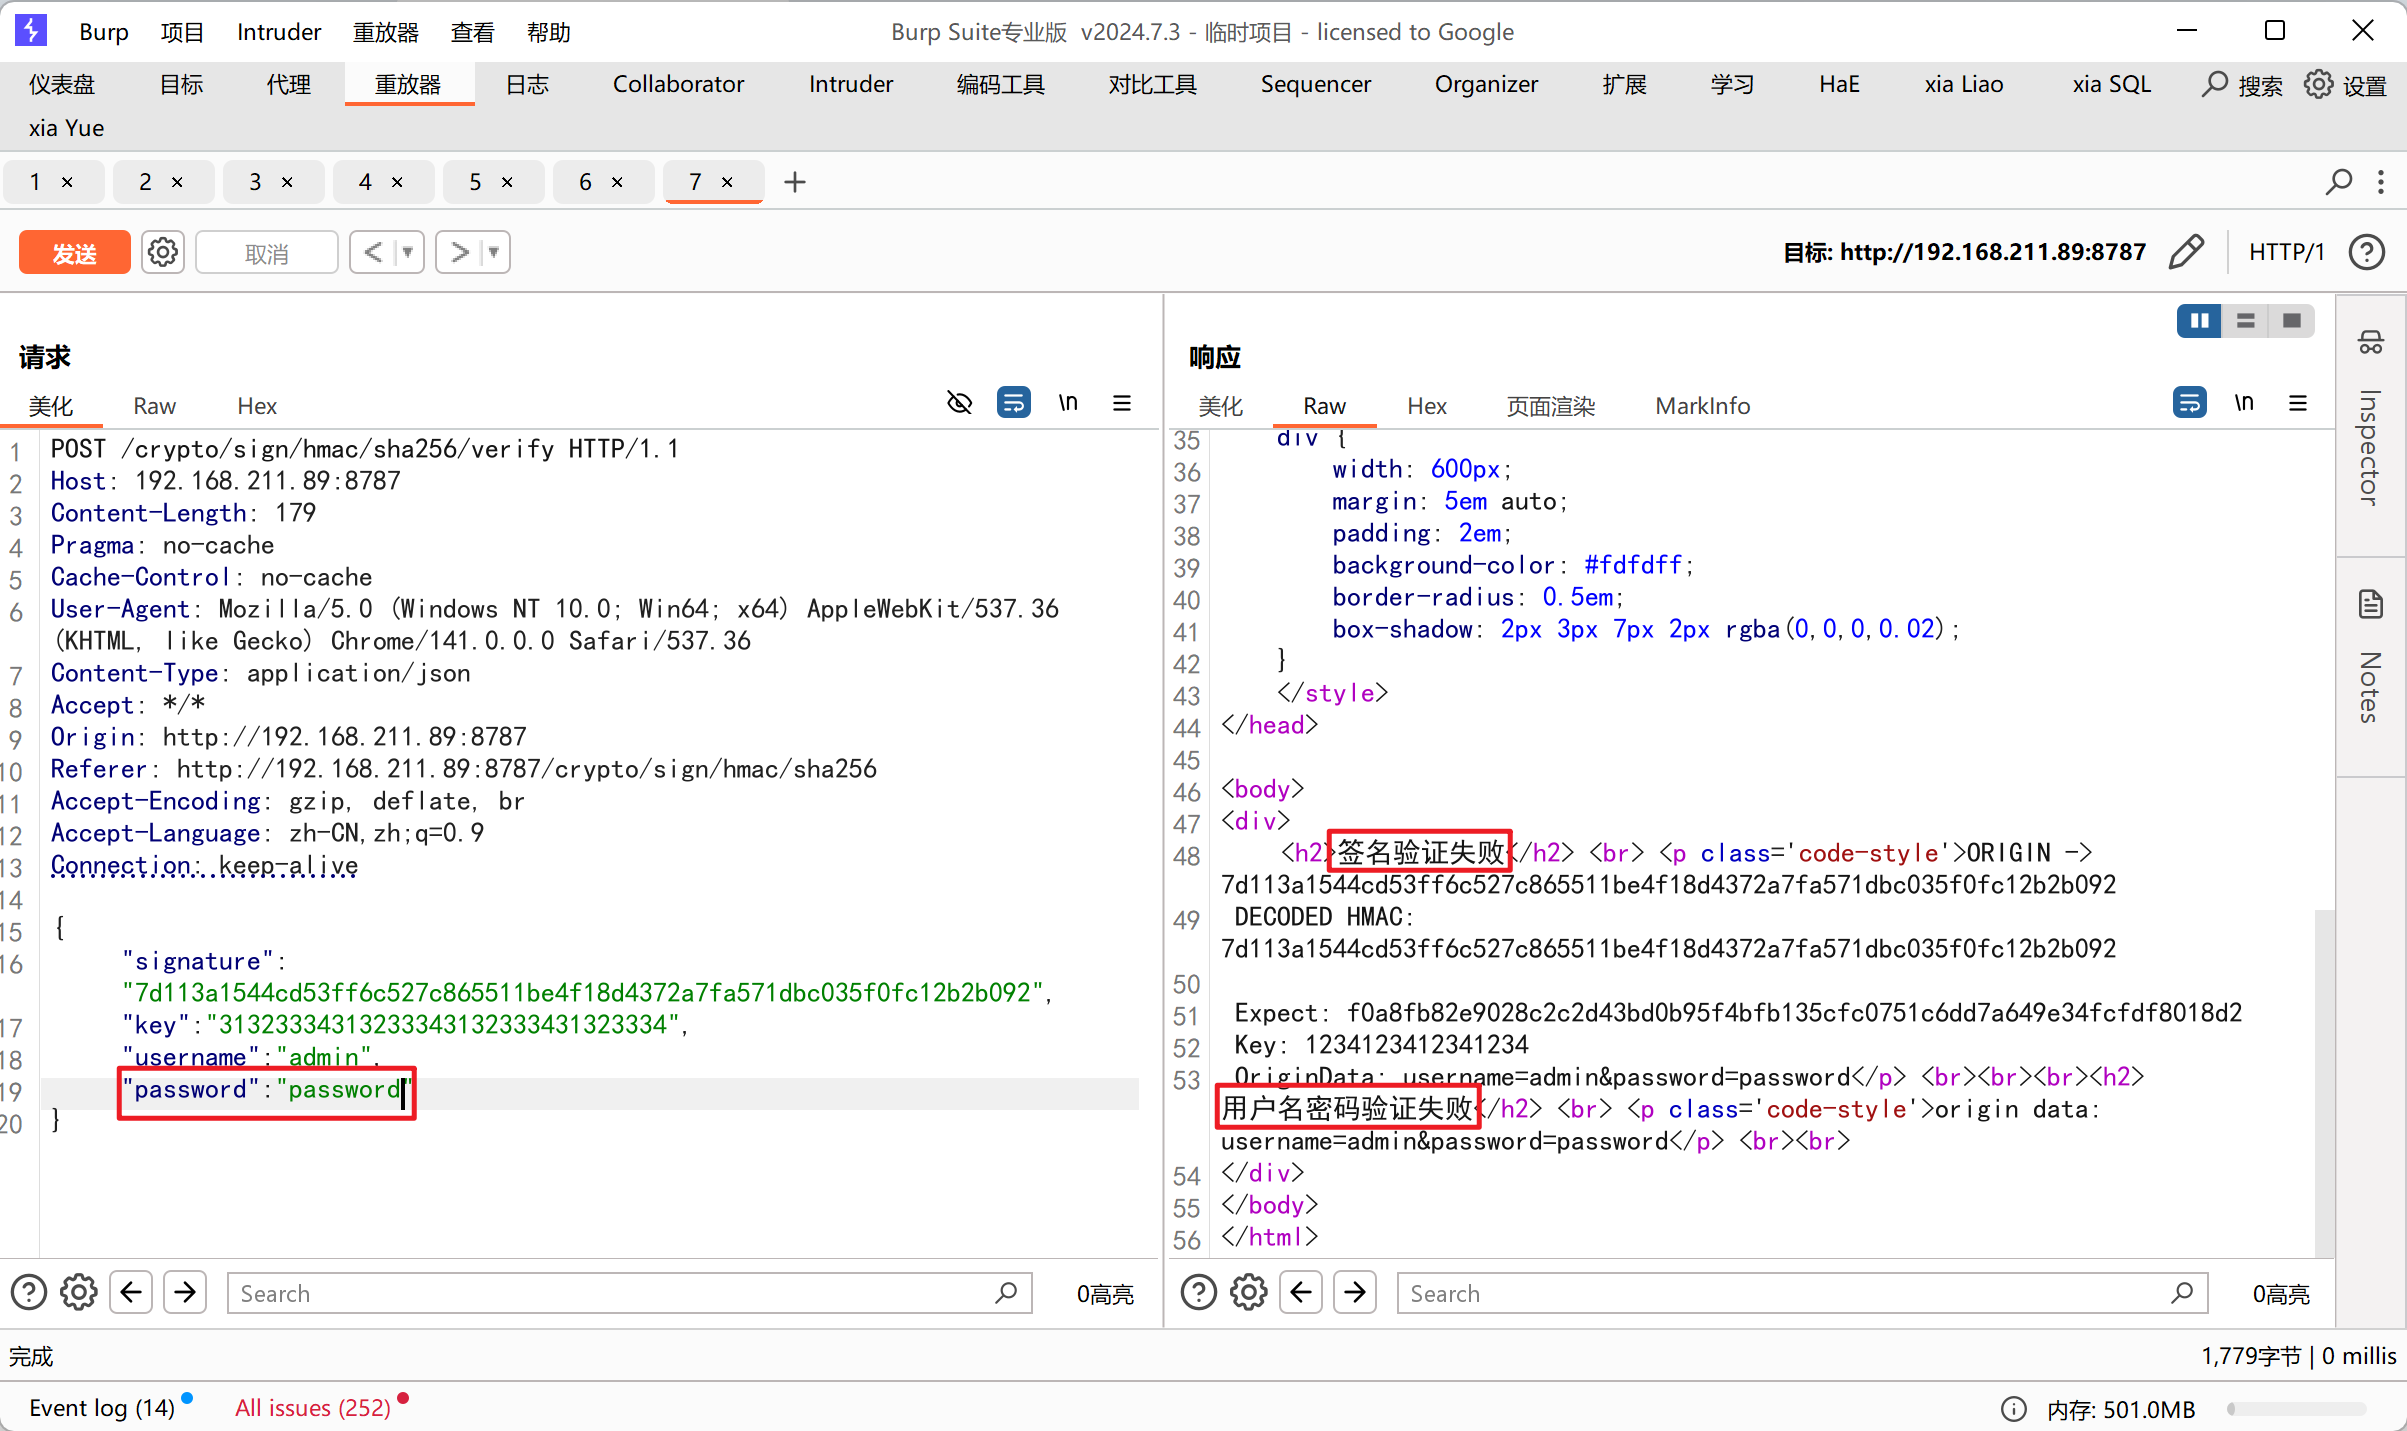 Burp 项目 Intruder 重放器 查看 帮助 Burp Suite专业版 v2024.7.3 - 临时项目 - licensed to Google
仪表盘 目标 代理 重放器 日志 Collaborator Intruder 编码工具 对比工具 Sequencer Organizer 扩展 学习 HaE xia Liao xia SQL 搜索 设置
xia Yue
1 × 2 × 3 × 4 × 5 × 6 × 7 × +
发送 取消 < > 目标: http://192.168.211.89:8787 HTTP/1
请求
美化 Raw Hex \n
1 POST /crypto/sign/hmac/sha256/verify HTTP/1.1
2 Host: 192.168.211.89:8787
3 Content-Length: 179
4 Pragma: no-cache
5 Cache-Control: no-cache
6 User-Agent: Mozilla/5.0 (Windows NT 10.0; Win64; x64) AppleWebKit/537.36
(KHTML, like Gecko) Chrome/141.0.0.0 Safari/537.36
7 Content-Type: application/json
8 Accept: */*
9 Origin: http://192.168.211.89:8787
10 Referer: http://192.168.211.89:8787/crypto/sign/hmac/sha256
11 Accept-Encoding: gzip, deflate, br
12 Accept-Language: zh-CN,zh;q=0.9
13 Connection: keep-alive
14
15 {
16 "signature":
"7d113a1544cd53ff6c527c865511be4f18d4372a7fa571dbc035f0fc12b2b092",
17 "key":"31323334313233343132333431323334",
18 "username":"admin",
19 "password":"password"
20 }
Search 0高亮
响应
美化 Raw Hex 页面渲染 MarkInfo \n
35 div {
36 width: 600px;
37 margin: 5em auto;
38 padding: 2em;
39 background-color: #fdfdff;
40 border-radius: 0.5em;
41 box-shadow: 2px 3px 7px 2px rgba(0,0,0,0.02);
42 }
43 </style>
44 </head>
45
46 <body>
47 <div>
48 <h2>签名验证失败</h2> <br> <p class='code-style'>ORIGIN ->
7d113a1544cd53ff6c527c865511be4f18d4372a7fa571dbc035f0fc12b2b092
49 DECODED HMAC:
7d113a1544cd53ff6c527c865511be4f18d4372a7fa571dbc035f0fc12b2b092
50
51 Expect: f0a8fb82e9028c2c2d43bd0b95f4bfb135cfc0751c6dd7a649e34fcfdf8018d2
52 Key: 1234123412341234
53 OriginData: username=admin&password=password</p> <br><br><br><h2>
用户名密码验证失败</h2> <br> <p class='code-style'>origin data:
username=admin&password=password</p> <br><br>
54 </div>
55 </body>
56 </html>
Search 0高亮
Inspector
Notes
完成 1,779字节 | 0 millis
Event log (14) All issues (252) 内存: 501.0MB